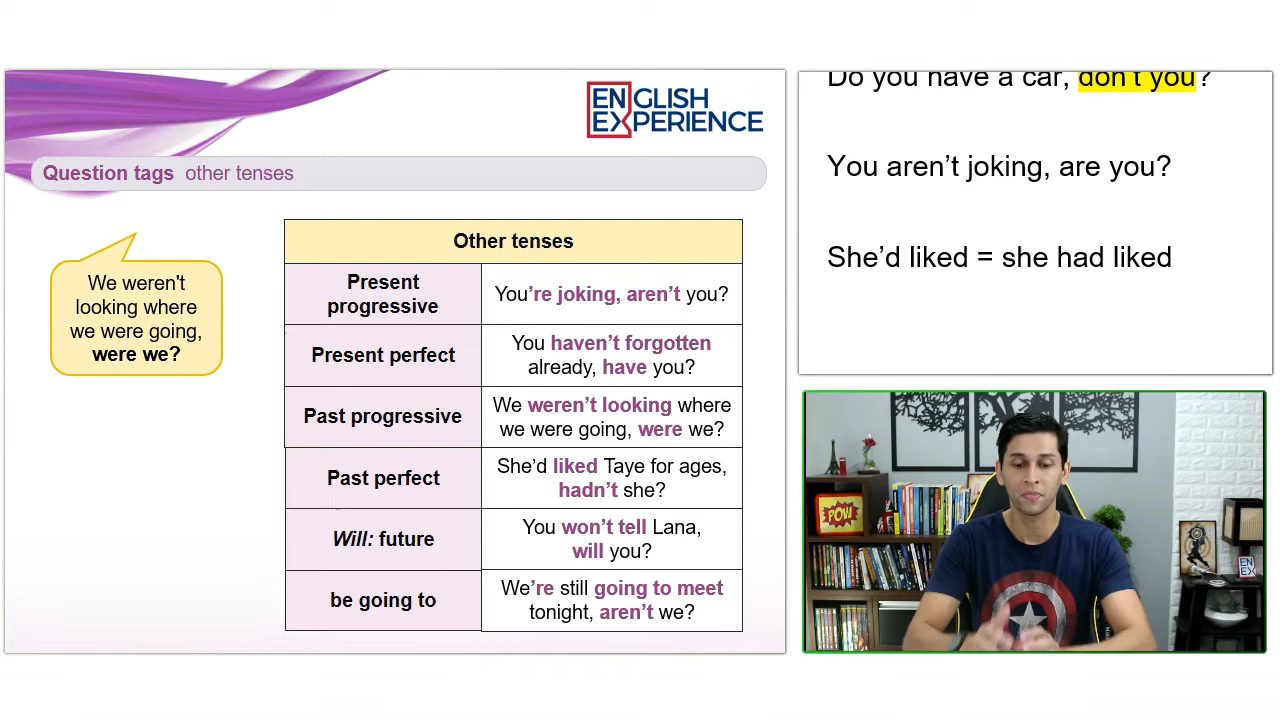 ENGLISH
EXPERIENCE
Question tags other tenses
We weren't
looking where
we were going,
were we?
Other tenses
Present
progressive
You're joking, aren't you?
Present perfect
You haven't forgotten
already, have you?
Past progressive
We weren't looking where
we were going, were we?
Past perfect
She'd liked Taye for ages,
hadn't she?
Will: future
You won't tell Lana,
will you?
be going to
We're still going to meet
tonight, aren't we?
Do you have a car, don't you?
You aren't joking, are you?
She'd liked = she had liked
POW!
EN
EX